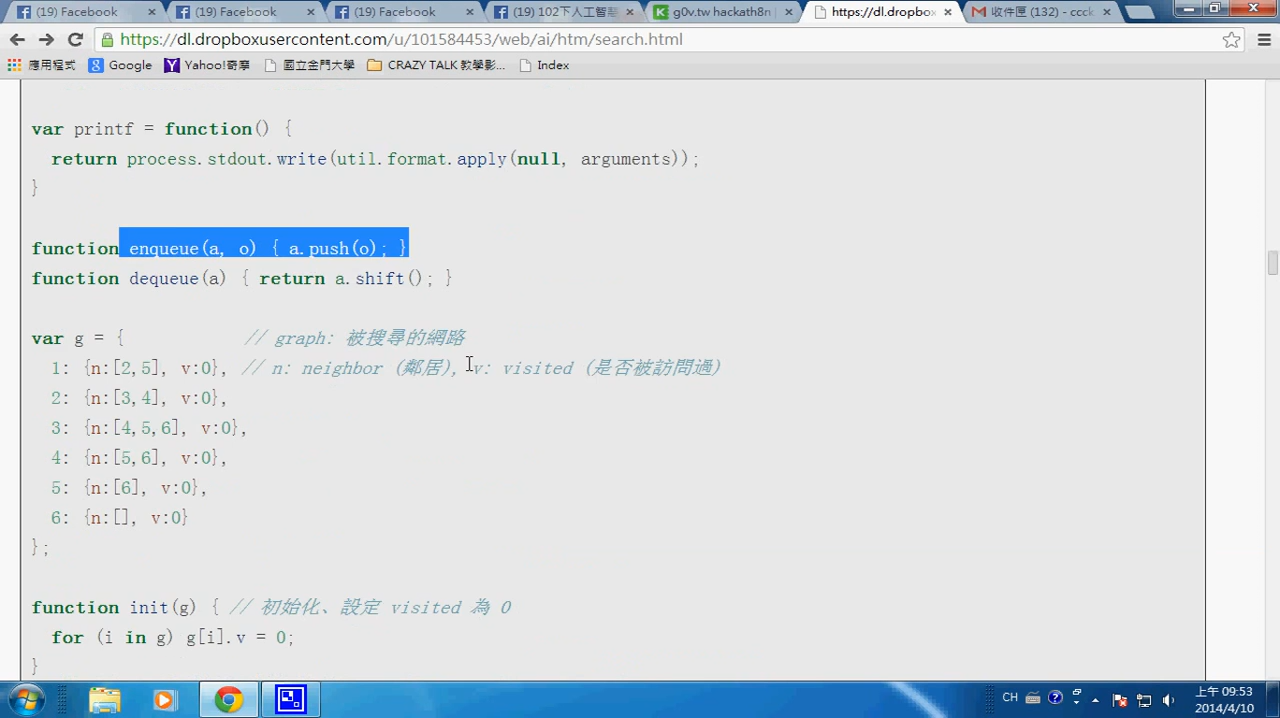 (19) Facebook
(19) Facebook
(19) Facebook
(19) 102下人工智慧
g0v.tw hackath8n
https://dl.dropbox
收件匣 (132) - ccck
https://dl.dropboxusercontent.com/u/101584453/web/ai/htm/search.html
應用程式 Google Yahoo!奇摩 國立金門大學 CRAZY TALK 教學影... Index
var printf = function() {
return process.stdout.write(util.format.apply(null, arguments));
}
function enqueue(a, o) { a.push(o); }
function dequeue(a) { return a.shift(); }
var g = { // graph: 被搜尋的網路
1: {n:[2,5], v:0}, // n: neighbor (鄰居), v: visited (是否被訪問過)
2: {n:[3,4], v:0},
3: {n:[4,5,6], v:0},
4: {n:[5,6], v:0},
5: {n:[6], v:0},
6: {n:[], v:0}
};
function init(g) { // 初始化、設定 visited 為 0
for (i in g) g[i].v = 0;
}
CH
上午 09:53
2014/4/10